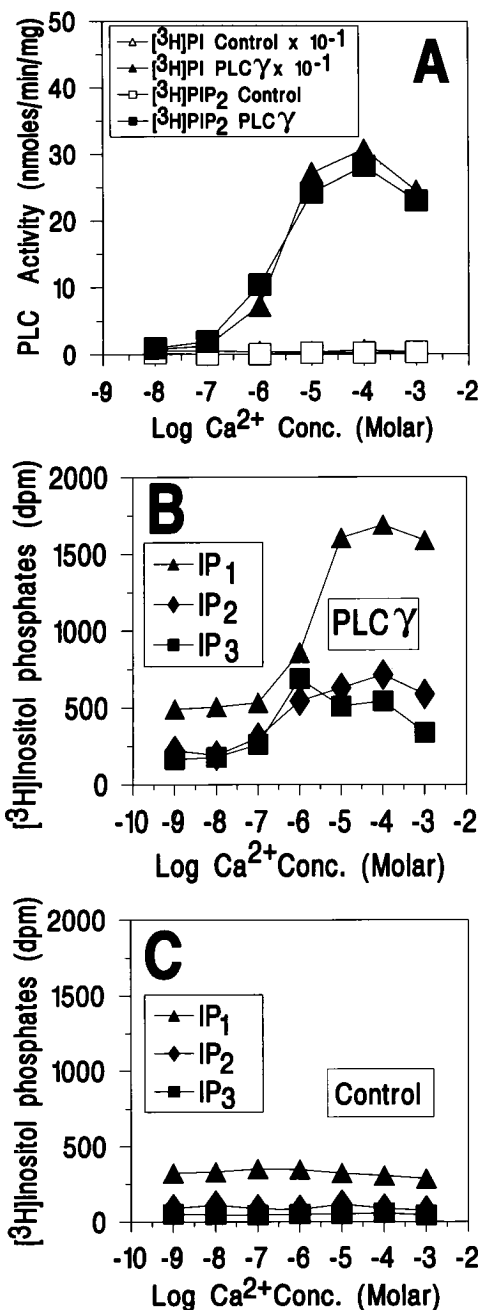 A
[³H]PI Control x 10⁻¹
[³H]PI PLCγ x 10⁻¹
[³H]PIP₂ Control
[³H]PIP₂ PLCγ
PLC Activity (nmoles/min/mg)
50
40
30
20
10
0
-9 -8 -7 -6 -5 -4 -3 -2
Log Ca²⁺ Conc. (Molar)
B
IP₁
IP₂
IP₃
PLCγ
[³H]Inositol phosphates (dpm)
2000
1500
1000
500
0
-10 -9 -8 -7 -6 -5 -4 -3 -2
Log Ca²⁺Conc. (Molar)
C
IP₁
IP₂
IP₃
Control
[³H]Inositol phosphates (dpm)
2000
1500
1000
500
0
-10 -9 -8 -7 -6 -5 -4 -3 -2
Log Ca²⁺Conc. (Molar)